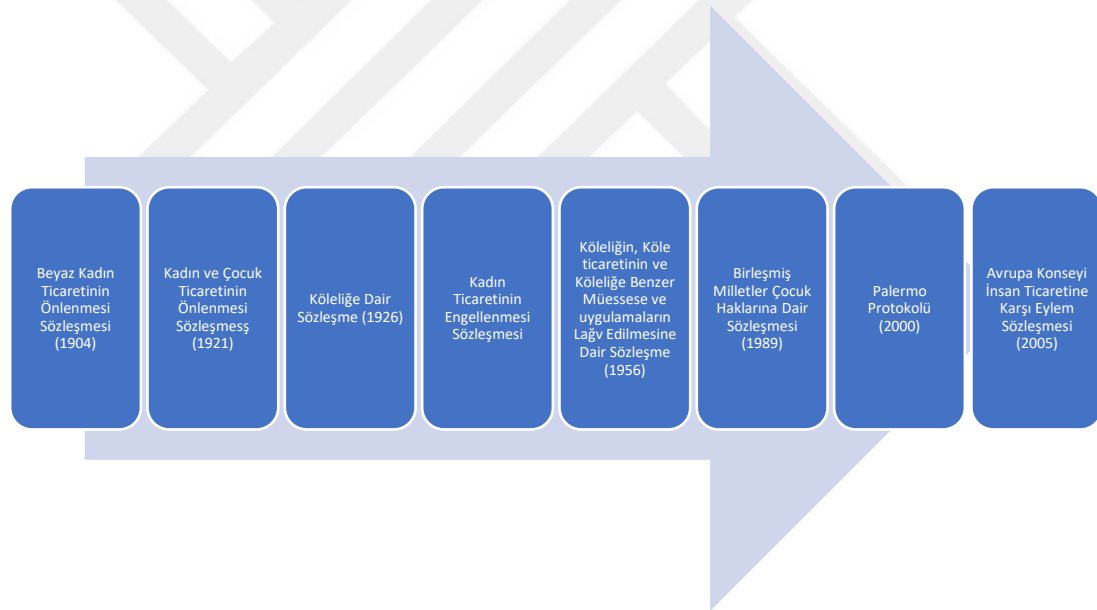 Beyaz Kadın
Ticaretinin
Önlenmesi
Sözleşmesi
(1904)
Kadın ve Çocuk
Ticaretinin
Önlenmesi
Sözleşmesş
(1921)
Köleliğe Dair
Sözleşme (1926)
Kadın
Ticaretinin
Engellenmesi
Sözleşmesi
Köleliğin, Köle
ticaretinin ve
Köleliğe Benzer
Müessese ve
uygulamaların
Lağv Edilmesine
Dair Sözleşme
(1956)
Birleşmiş
Milletler Çocuk
Haklarına Dair
Sözleşmesi
(1989)
Palermo
Protokolü
(2000)
Avrupa Konseyi
İnsan Ticaretine
Karşı Eylem
Sözleşmesi
(2005)